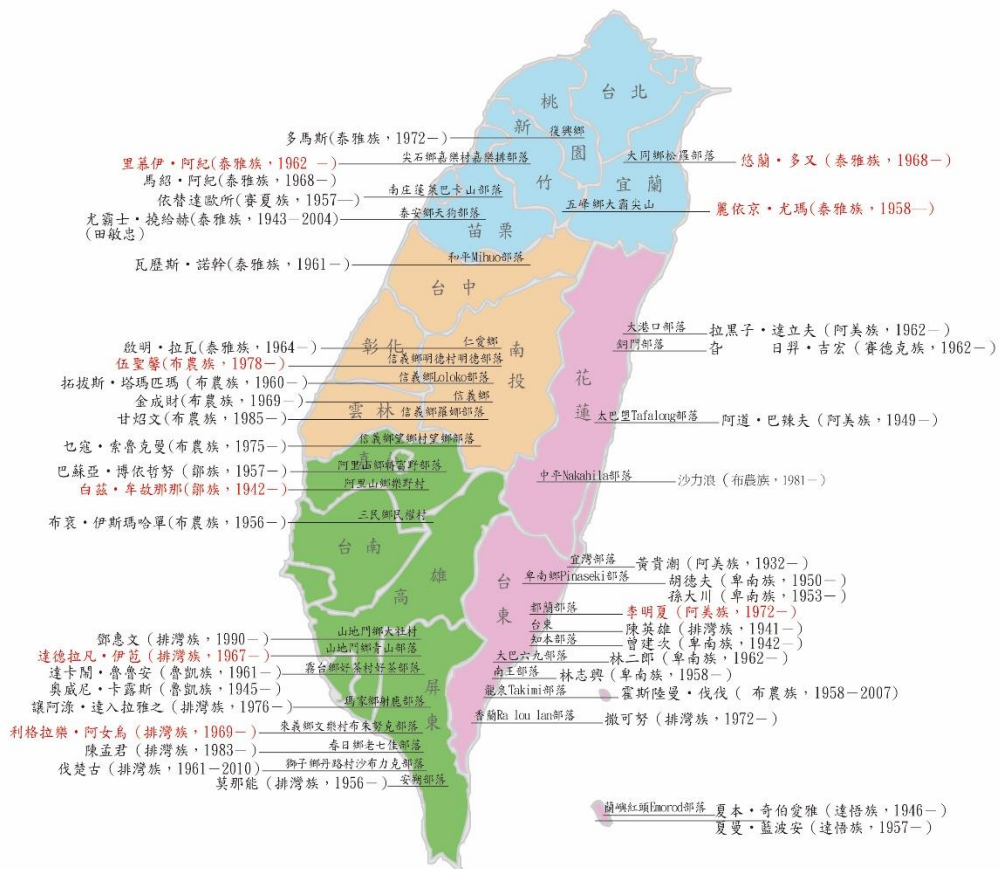 台北
桃
園
新
竹
宜蘭
苗栗
多馬斯(泰雅族，1972－)
復興鄉
里慕伊・阿紀(泰雅族，1962 －)
尖石鄉嘉樂村嘉樂排部落
馬紹・阿紀(泰雅族，1968－)
大同鄉松羅部落
悠蘭・多又 (泰雅族，1968－)
依替達歐所(賽夏族，1957－)
南庄蓬萊巴卡山部落
尤霸士・撓給赫(泰雅族，1943-2004)
(田敏忠)
泰安鄉天狗部落
五峰鄉大霸尖山
麗依京・尤瑪(泰雅族，1958－)
瓦歷斯・諾幹(泰雅族，1961－)
和平Mihuo部落
台中
彰化
南
投
雲林
花
蓮
大港口部落
拉黑子・達立夫 (阿美族，1962－)
銅門部落
旮 日羿・吉宏 (賽德克族，1962－)
啟明・拉瓦(泰雅族，1964－)
仁愛鄉
伍聖馨(布農族，1978－)
信義鄉明德村明德部落
拓拔斯・塔瑪匹瑪(布農族，1960－)
信義鄉Loloko部落
金成財(布農族，1969－)
信義鄉
甘炤文(布農族，1985－)
信義鄉羅娜部落
太巴塱Tafalong部落
阿道・巴辣夫 (阿美族，1949－)
乜寇・索魯克曼(布農族，1975－)
信義鄉望鄉村望鄉部落
巴蘇亞・博依哲努 (鄒族，1957－)
白茲・牟故那那(鄒族，1942－)
阿里山鄉樂野村
中平Nakahila部落
沙力浪 (布農族，1981－)
布袞・伊斯瑪哈單(布農族，1956－)
三民鄉民權村
台南
高
雄
台
東
屏
東
宜灣部落
黃貴潮 (阿美族，1932－)
卑南鄉Pinaseki部落
胡德夫 (卑南族，1950－)
孫大川 (卑南族，1953－)
都蘭部落
李明夏 (阿美族，1972－)
台東
陳英雄 (排灣族，1941－)
知本部落
曾建次 (卑南族，1942－)
大巴六九部落
林二郎 (卑南族，1962－)
南王部落
林志興 (卑南族，1958－)
龍泉Takimi部落
霍斯陸曼・伐伐 ( 布農族，1958-2007)
香蘭Ra lou lan部落
撒可努 (排灣族，1972－)
鄧惠文 (排灣族，1990－)
山地門鄉大社村
達德拉凡・伊苞 (排灣族，1967－)
山地門鄉青山部落
達卡鬧・魯魯安 (魯凱族，1961－)
霧台鄉好茶村好茶部落
奧威尼・卡露斯 (魯凱族，1945－)
讓阿淥・達入拉雅之 (排灣族，1976－)
瑪家鄉射鹿部落
利格拉樂・阿女烏 (排灣族，1969－)
來義鄉文樂村布朱努克部落
陳孟君 (排灣族，1983－)
春日鄉老七佳部落
伐楚古 (排灣族，1961-2010)
獅子鄉丹路村沙布力克部落
莫那能 (排灣族，1956－)
安朔部落
蘭嶼紅頭Emorod部落
夏本・奇伯愛雅 (達悟族，1946－)
夏曼・藍波安 (達悟族，1957－)